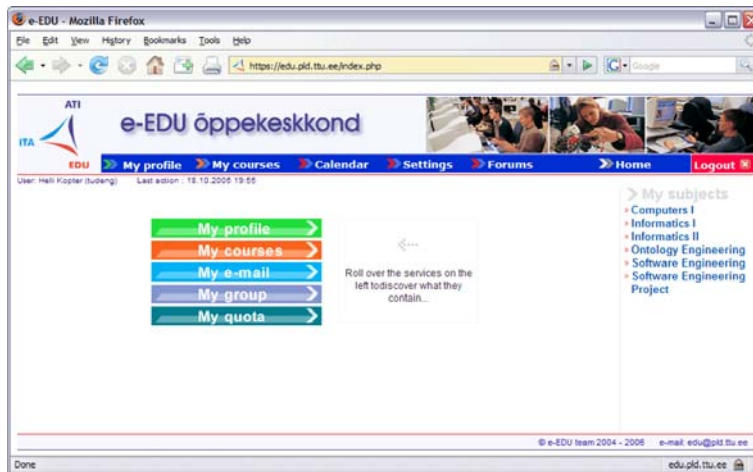 e-EDU - Mozilla Firefox
File Edit View History Bookmarks Tools Help
https://edu.pld.ttu.ee/index.php
Google
ATI
ITA
EDU
e-EDU õppekeskkond
My profile My courses Calendar Settings Forums Home Logout
User: Helli Kopter (tudeng) Last action : 18.10.2006 19:55
My subjects
Computers I
Informatics I
Informatics II
Ontology Engineering
Software Engineering
Software Engineering
Project
My profile
My courses
My e-mail
My group
My quota
Roll over the services on the
left todiscover what they
contain...
© e-EDU team 2004 - 2006 e-mail: edu@pld.ttu.ee
Done
edu.pld.ttu.ee